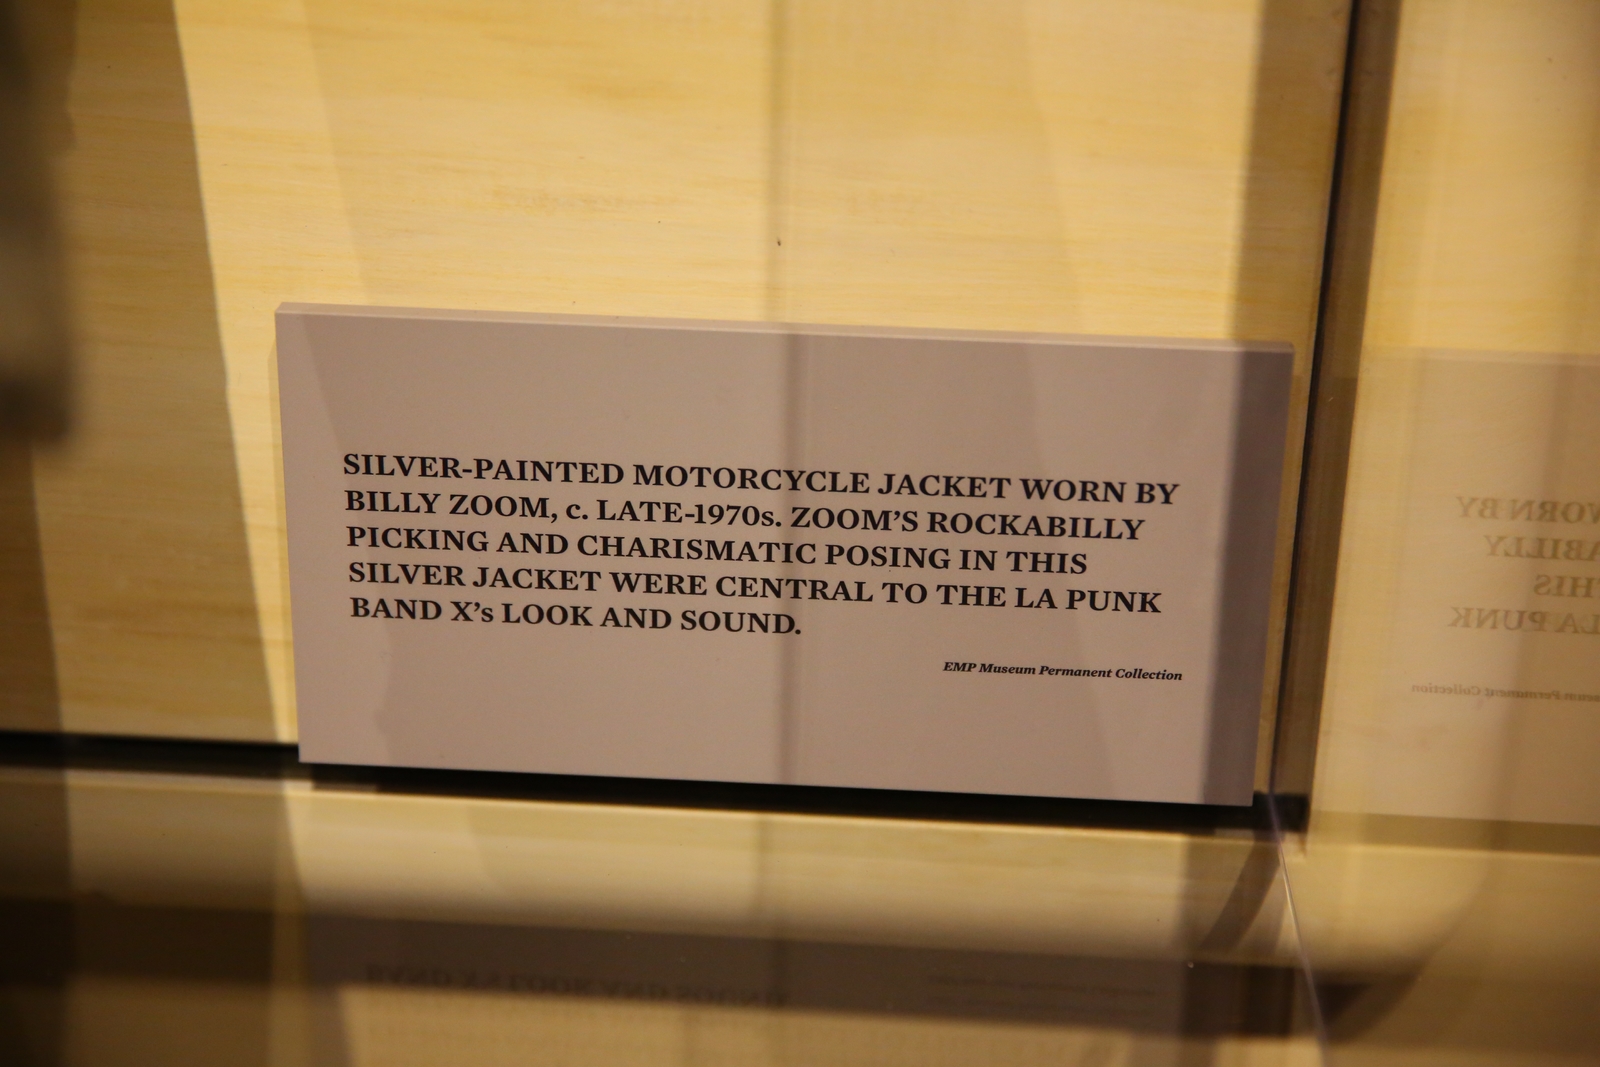 SILVER-PAINTED MOTORCYCLE JACKET WORN BY
BILLY ZOOM, c. LATE-1970s. ZOOM'S ROCKABILLY
PICKING AND CHARISMATIC POSING IN THIS
SILVER JACKET WERE CENTRAL TO THE LA PUNK
BAND X's LOOK AND SOUND.
EMP Museum Permanent Collection